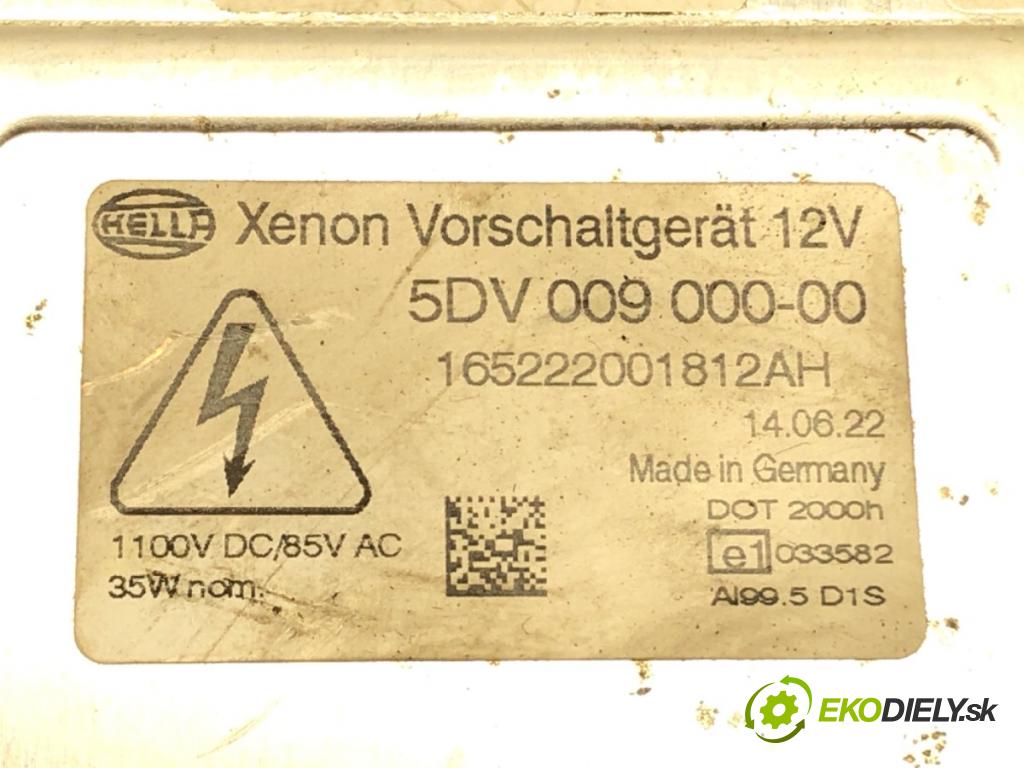 HELLA Xenon Vorschaltgerät 12V
5DV 009 000-00
165222001812AH
14.06.22
Made in Germany
DOT 2000h
1100V DC/85V AC
e1 033582
35W nom.
Al99.5 D1S
EKODIELY.sk